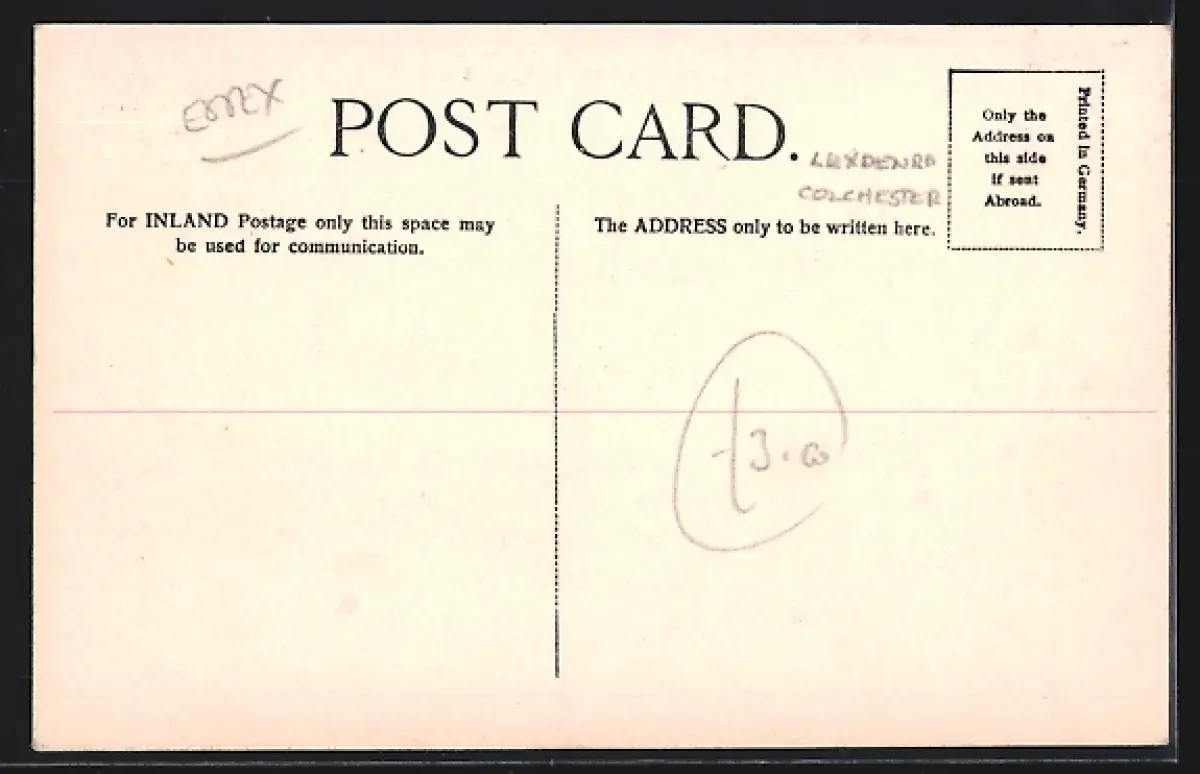 ESSEX
POST CARD.
LEXDEN RD
COLCHESTER
For INLAND Postage only this space may
be used for communication.
The ADDRESS only to be written here.
Only the
Address on
this side
if sent
Abroad.
Printed in Germany.